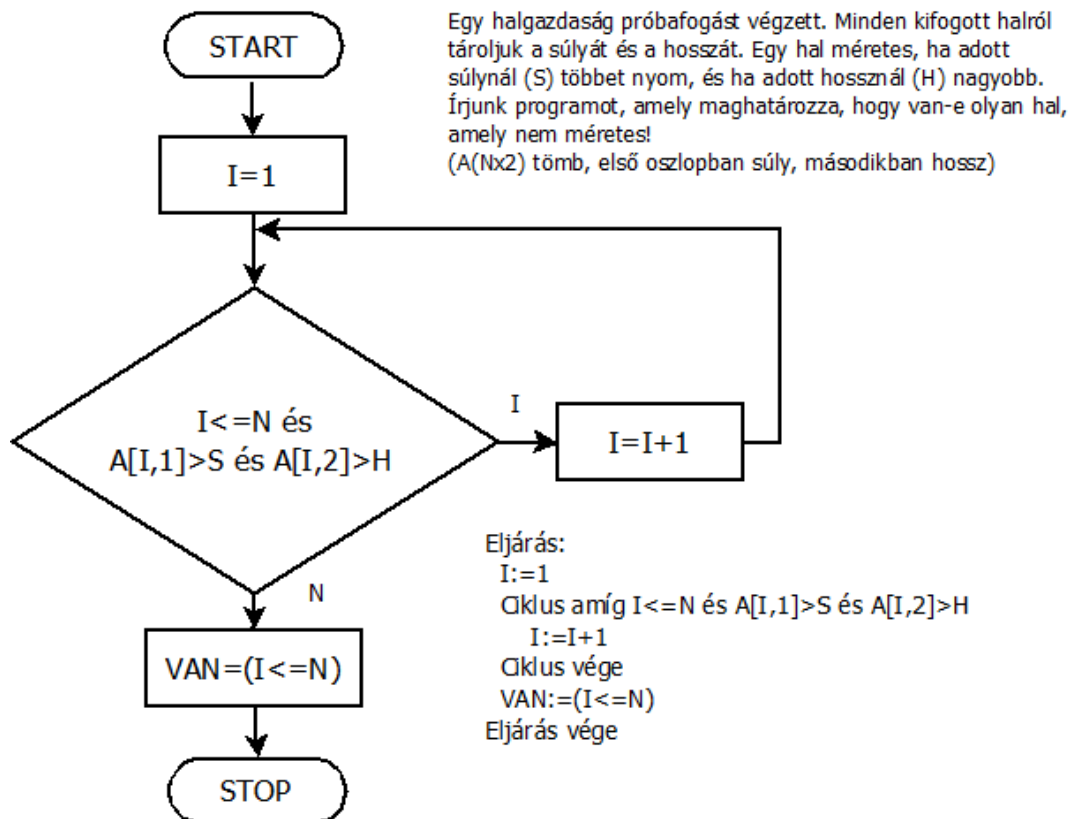 START
Egy halgazdaság próbafogást végzett. Minden kifogott halról
tároljuk a súlyát és a hosszát. Egy hal méretes, ha adott
súlynál (S) többet nyom, és ha adott hossznál (H) nagyobb.
Írjunk programot, amely maghatározza, hogy van-e olyan hal,
amely nem méretes!
(A(Nx2) tömb, első oszlopban súly, másodikban hossz)
I=1
I<=N és
A[I,1]>S és A[I,2]>H
I
I=I+1
N
VAN=(I<=N)
STOP
Eljárás:
I:=1
Ciklus amíg I<=N és A[I,1]>S és A[I,2]>H
I:=I+1
Ciklus vége
VAN:=(I<=N)
Eljárás vége